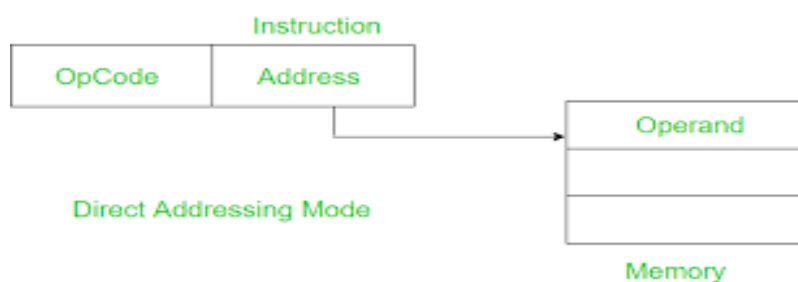 Instruction
OpCode Address
Operand
Direct Addressing Mode
Memory